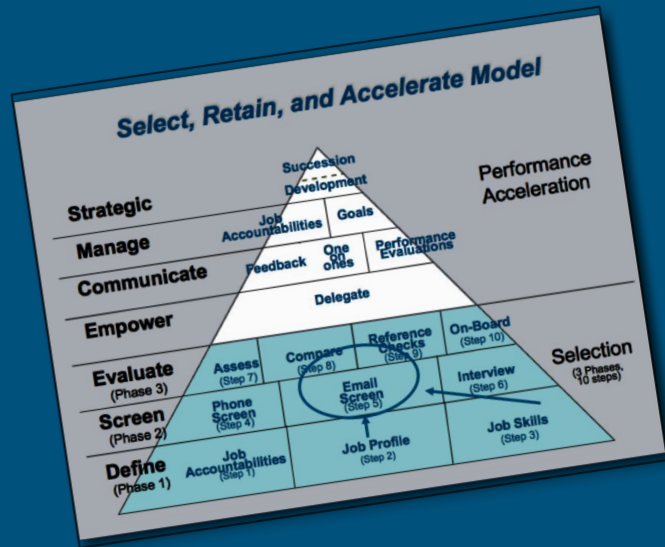 Select, Retain, and Accelerate Model
Performance
Acceleration
Succession
Development
Strategic
Job
Accountabilities
Goals
Manage
Feedback
One
on
ones
Performance
Evaluations
Communicate
Delegate
Empower
Evaluate
(Phase 3)
Assess
(Step 7)
Compare
(Step 8)
Reference
Checks
(Step 9)
On-Board
(Step 10)
Selection
(3 Phases,
10 steps)
Screen
(Phase 2)
Phone
Screen
(Step 4)
Email
Screen
(Step 5)
Interview
(Step 6)
Define
(Phase 1)
Job
Accountabilities
(Step 1)
Job Profile
(Step 2)
Job Skills
(Step 3)